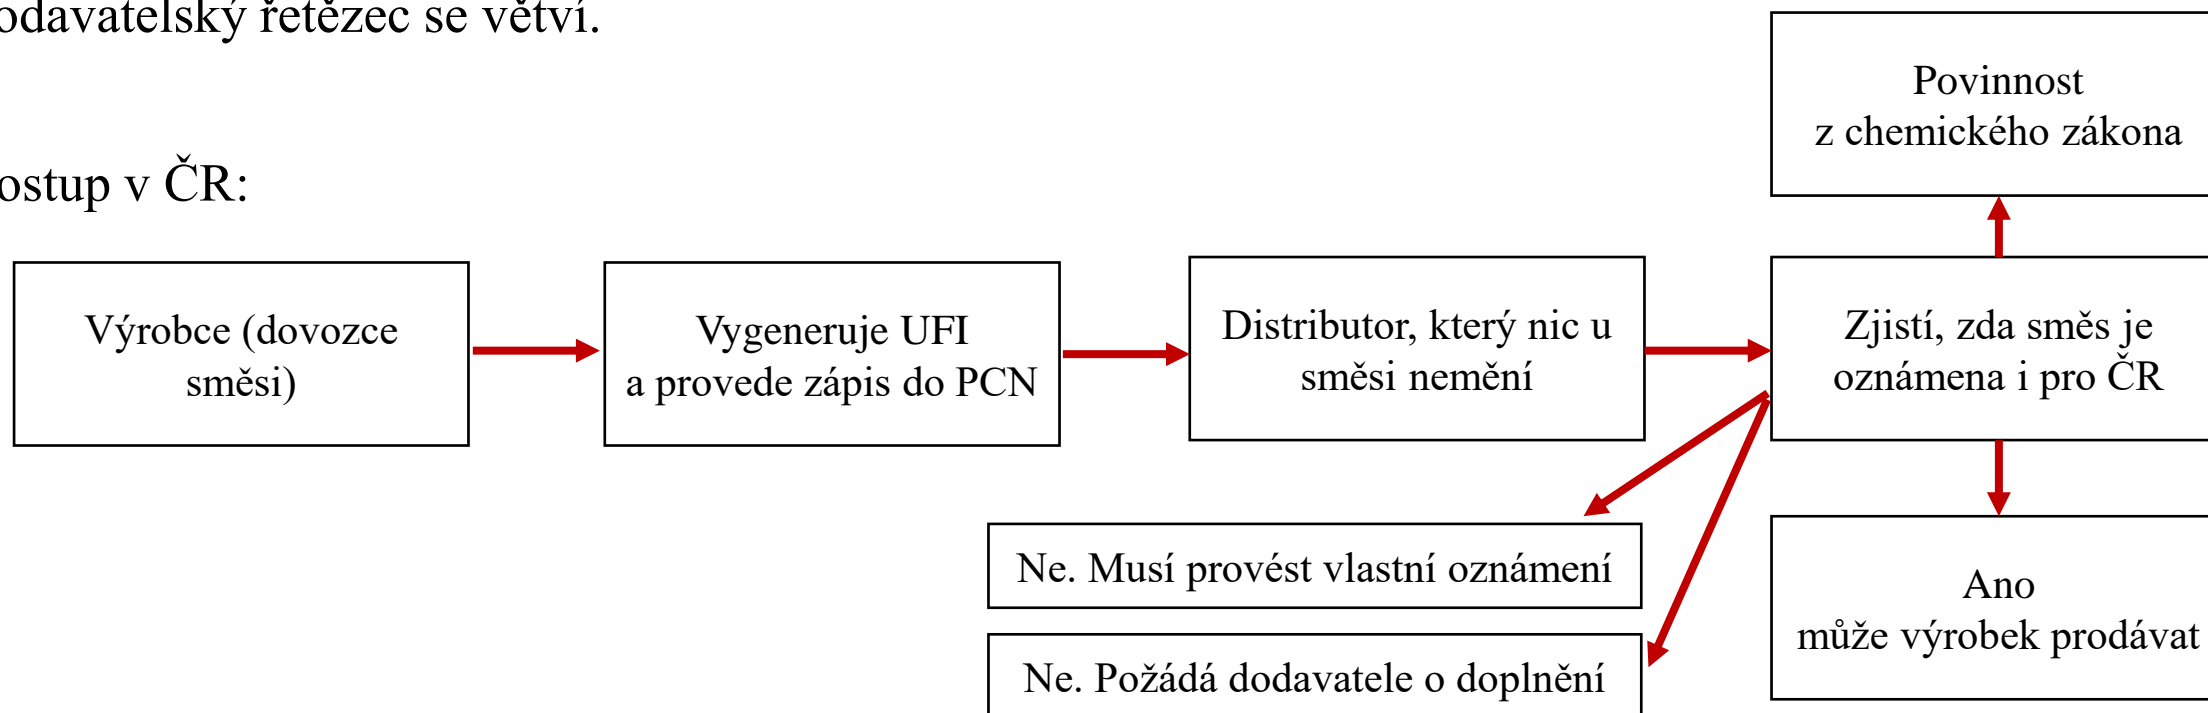 odavatelský řetězec se větví.
Povinnost
z chemického zákona
ostup v ČR:
Výrobce (dovozce
směsi)
Vygeneruje UFI
a provede zápis do PCN
Distributor, který nic u
směsi nemění
Zjistí, zda směs je
oznámena i pro ČR
Ne. Musí provést vlastní oznámení
Ne. Požádá dodavatele o doplnění
Ano
může výrobek prodávat